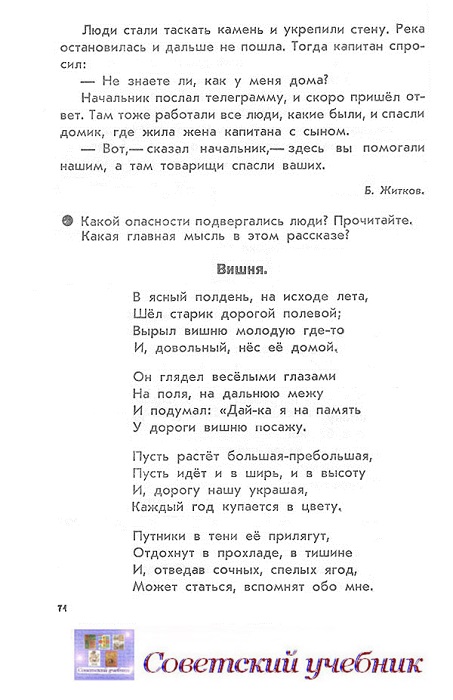 Люди стали таскать камень и укрепили стену. Река
остановилась и дальше не пошла. Тогда капитан спро-
сил:
— Не знаете ли, как у меня дома?
Начальник послал телеграмму, и скоро пришёл от-
вет. Там тоже работали все люди, какие были, и спасли
домик, где жила жена капитана с сыном.
— Вот,— сказал начальник,— здесь вы помогали
нашим, а там товарищи спасли ваших.
Б. Житков.
Какой опасности подвергались люди? Прочитайте.
Какая главная мысль в этом рассказе?
Вишня.
В ясный полдень, на исходе лета,
Шёл старик дорогой полевой;
Вырыл вишню молодую где-то
И, довольный, нёс её домой.
Он глядел весёлыми глазами
На поля, на дальнюю межу
И подумал: «Дай-ка я на память
У дороги вишню посажу.
Пусть растёт большая-пребольшая,
Пусть идёт и в ширь, и в высоту
И, дорогу нашу украшая,
Каждый год купается в цвету.
Путники в тени её прилягут,
Отдохнут в прохладе, в тишине
И, отведав сочных, спелых ягод,
Может статься, вспомнят обо мне.
71
Советский учебник